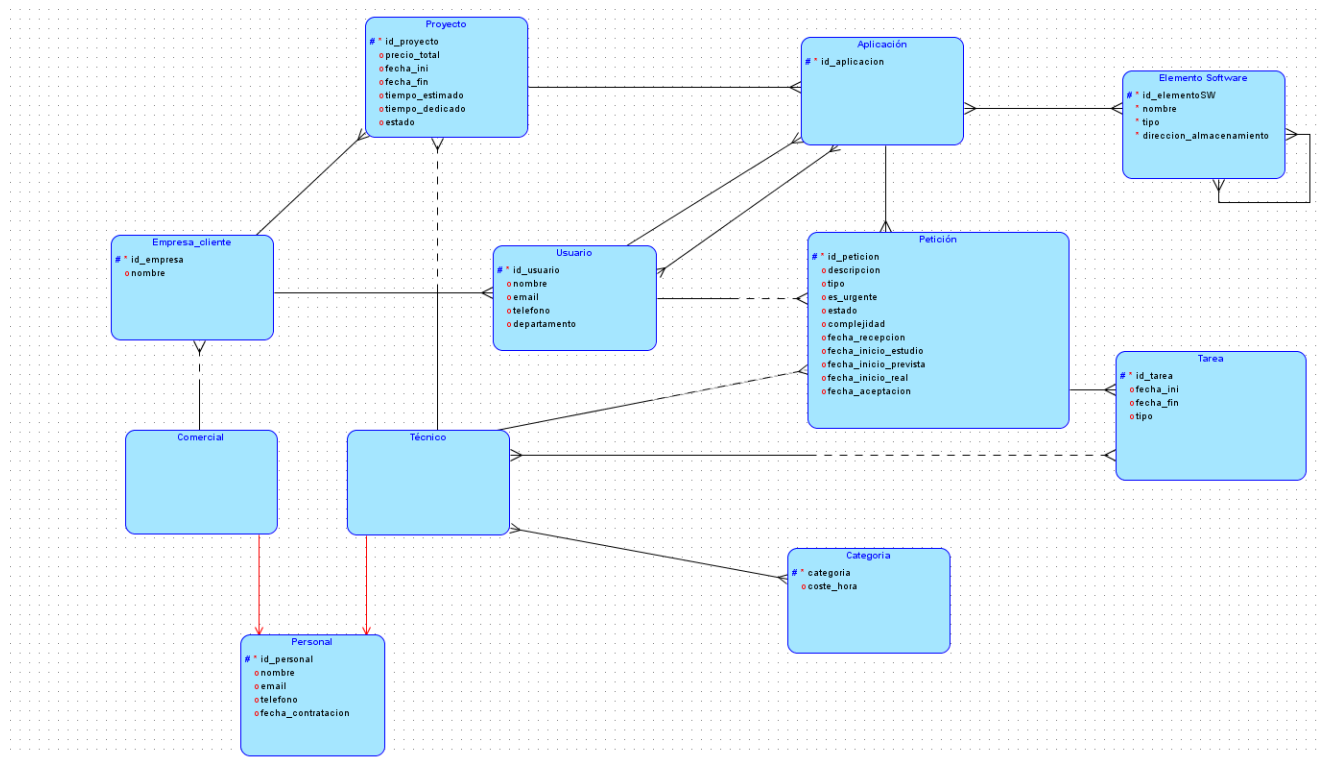 Proyecto
# * id_proyecto
o precio_total
o fecha_ini
o fecha_fin
o tiempo_estimado
o tiempo_dedicado
o estado
Aplicación
# * id_aplicacion
Elemento Software
# * id_elementoSW
* nombre
* tipo
* direccion_almacenamiento
Empresa_cliente
# * id_empresa
o nombre
Usuario
# * id_usuario
o nombre
o email
o telefono
o departamento
Petición
# * id_peticion
o descripcion
o tipo
o es_urgente
o estado
o complejidad
o fecha_recepcion
o fecha_inicio_estudio
o fecha_inicio_prevista
o fecha_inicio_real
o fecha_aceptacion
Tarea
# * id_tarea
o fecha_ini
o fecha_fin
o tipo
Comercial
Técnico
Categoria
# * categoria
o coste_hora
Personal
# * id_personal
o nombre
o email
o telefono
o fecha_contratacion